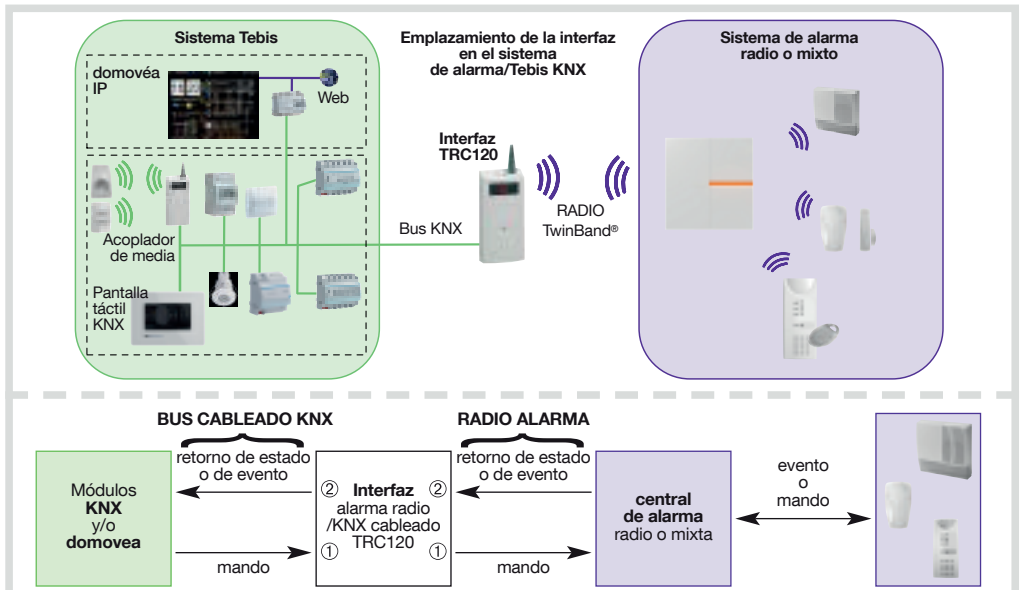 Sistema Tebis
domovéa
IP
Web
Acoplador
de media
Pantalla
táctil
KNX
Emplazamiento de la interfaz
en el sistema
de alarma/Tebis KNX
Interfaz
TRC120
Bus KNX
RADIO
TwinBand®
Sistema de alarma
radio o mixto
BUS CABLEADO KNX
RADIO ALARMA
Módulos
KNX
y/o
domovea
retorno de estado
o de evento
mando
② Interfaz ②
alarma radio
/KNX cableado
① TRC120 ①
retorno de estado
o de evento
mando
central
de alarma
radio o mixta
evento
o
mando